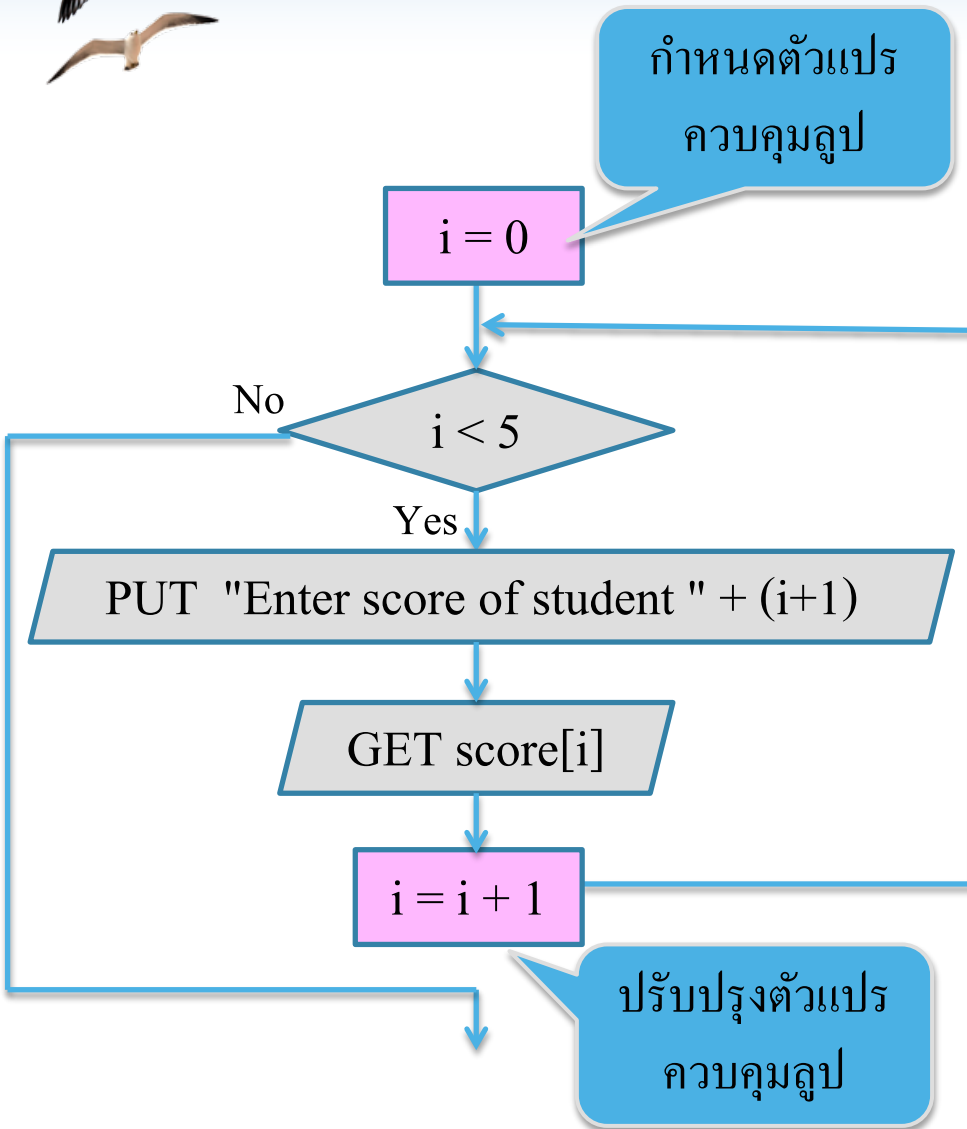 กำหนดตัวแปร
ควบคุมลูป
i = 0
No
i < 5
Yes
PUT  "Enter score of student " + (i+1)
GET score[i]
i = i + 1
ปรับปรุงตัวแปร
ควบคุมลูป